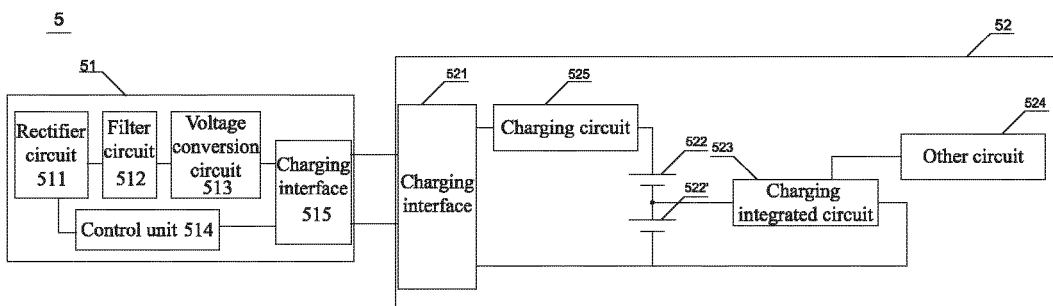 5
51
Rectifier
circuit
511
Filter
circuit
512
Voltage
conversion
circuit
513
Charging
interface
515
Control unit 514
52
521
Charging
interface
525
Charging circuit
522
522'
523
Charging
integrated circuit
524
Other circuit